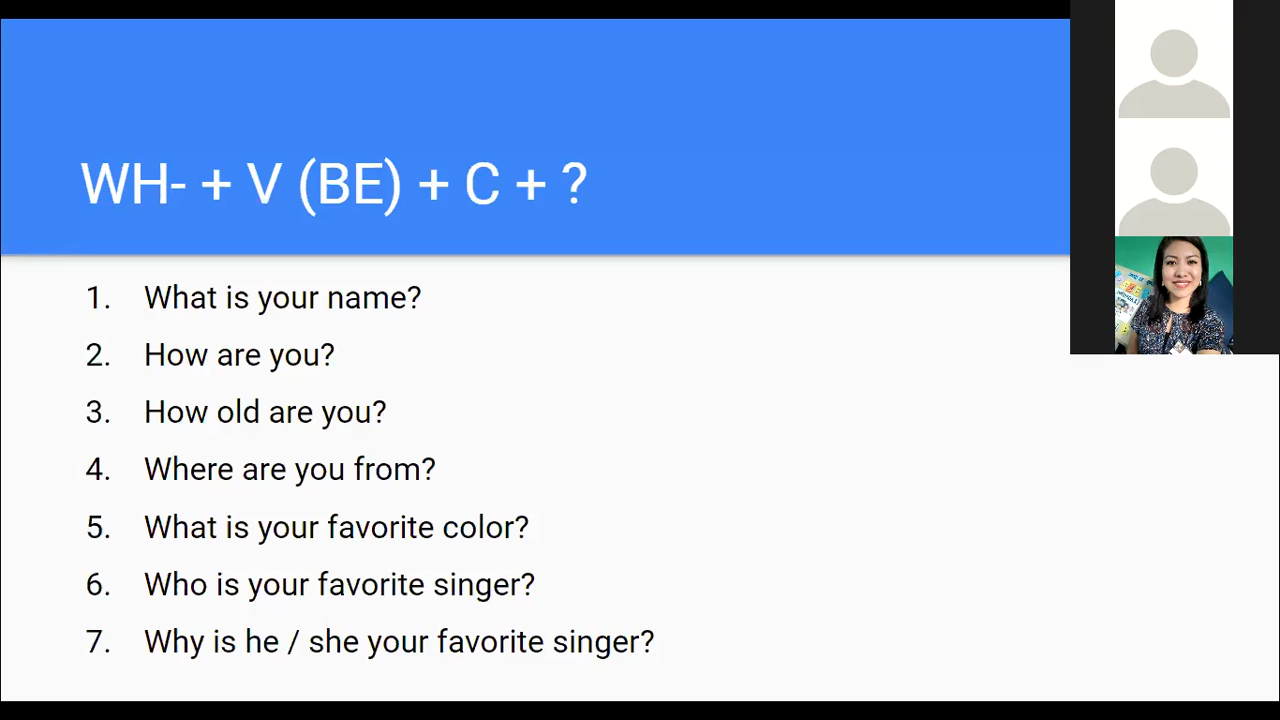 WH- + V (BE) + C + ?
1. What is your name?
2. How are you?
3. How old are you?
4. Where are you from?
5. What is your favorite color?
6. Who is your favorite singer?
7. Why is he / she your favorite singer?